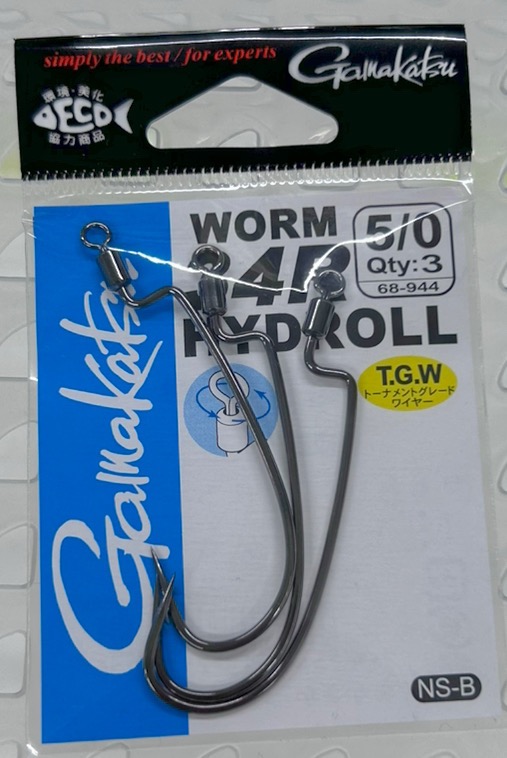 simply the best / for experts
Gamakatsu
環境・美化
ECO
協力商品
WORM
5/0
Qty:3
68-944
HYDROLL
T.G.W
トーナメントグレード
ワイヤー
Gamakatsu
NS-B